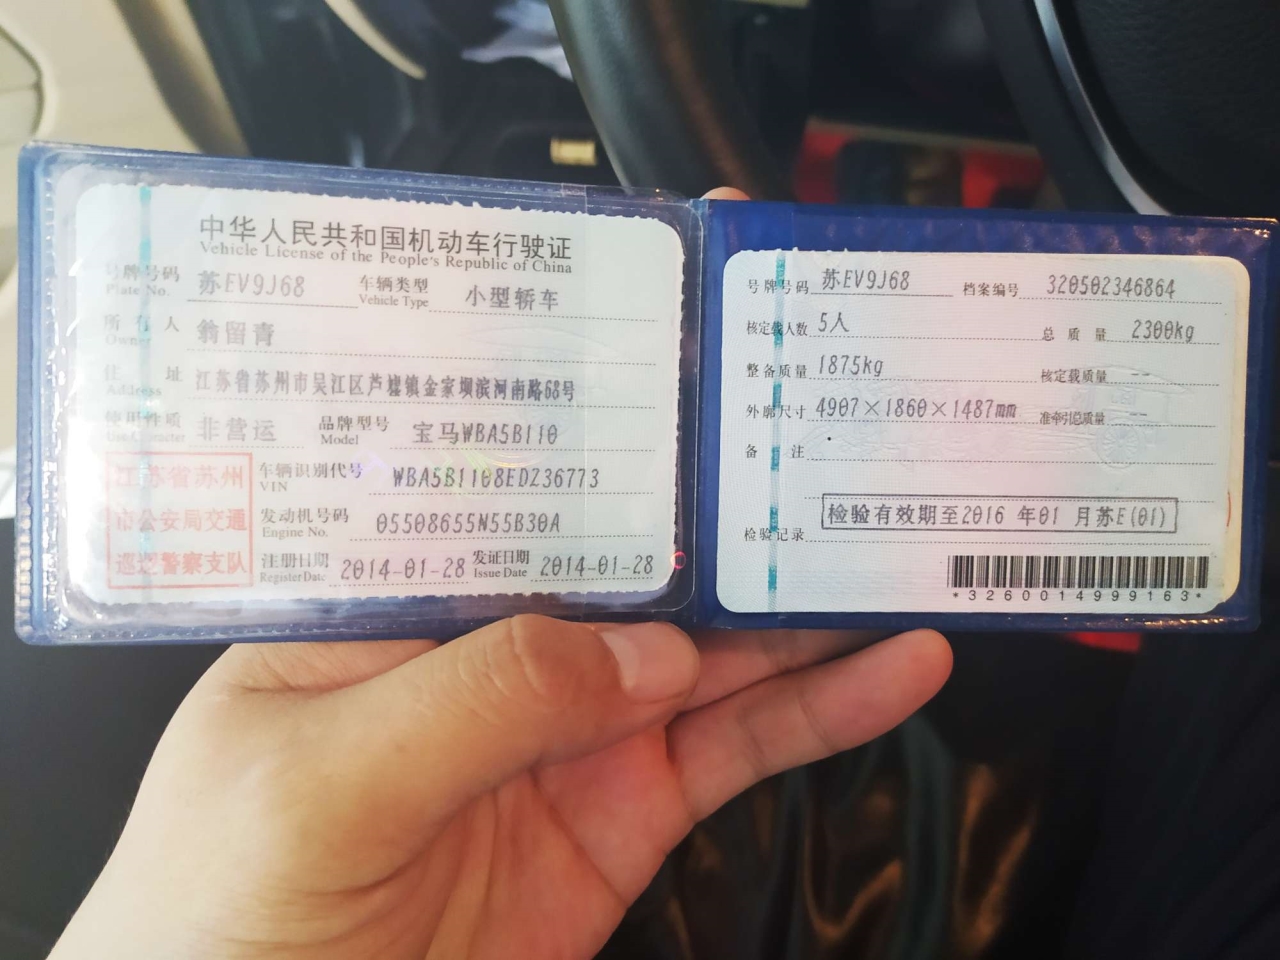 中华人民共和国机动车行驶证
Vehicle License of the People's Republic of China
号牌号码 苏EV9J68 车辆类型 小型轿车
Plate No. Vehicle Type
所有人 翁留青
Owner
住址 江苏省苏州市吴江区芦墟镇金家坝滨河南路68号
Address
使用性质 非营运 品牌型号 宝马WBA5B110
Use Character Model
江苏省苏州
市公安局交通
巡逻警察支队
车辆识别代号 WBA5B1108EDZ36773
VIN
发动机号码 05508655N55B30A
Engine No.
注册日期 2014-01-28 发证日期 2014-01-28
Register Date Issue Date
号牌号码 苏EV9J68 档案编号 320502346864
核定载人数 5人 总质量 2300kg
整备质量 1875kg 核定载质量 --
外廓尺寸 4907×1860×1487mm 准牵引总质量 --
备注
检验有效期至2016 年01 月苏E(01)
检验记录
*3260014999163*